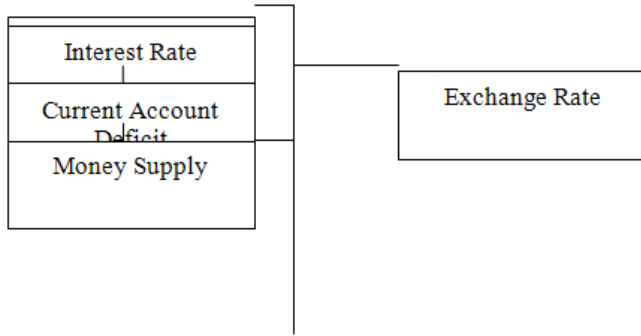 Interest Rate
Current Account
Deficit
Money Supply
Exchange Rate